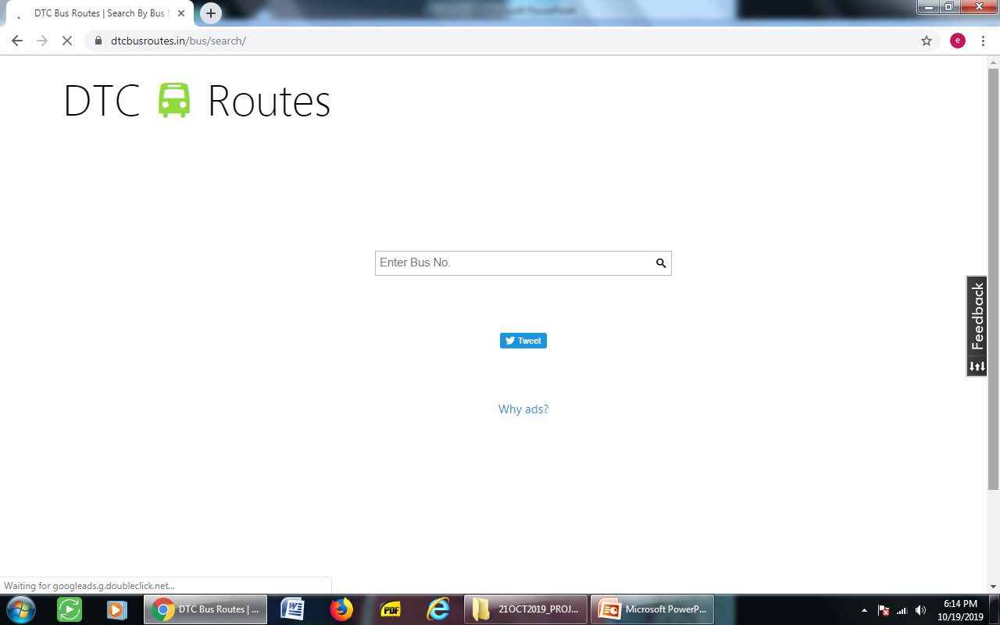 DTC Bus Routes | Search By Bus N
dtcbusroutes.in/bus/search/
e
DTC Routes
Enter Bus No.
Tweet
Feedback
Why ads?
Waiting for googleads.g.doubleclick.net...
DTC Bus Routes | ...
PDF
21OCT2019_PROJ...
Microsoft PowerP...
6:14 PM
10/19/2019